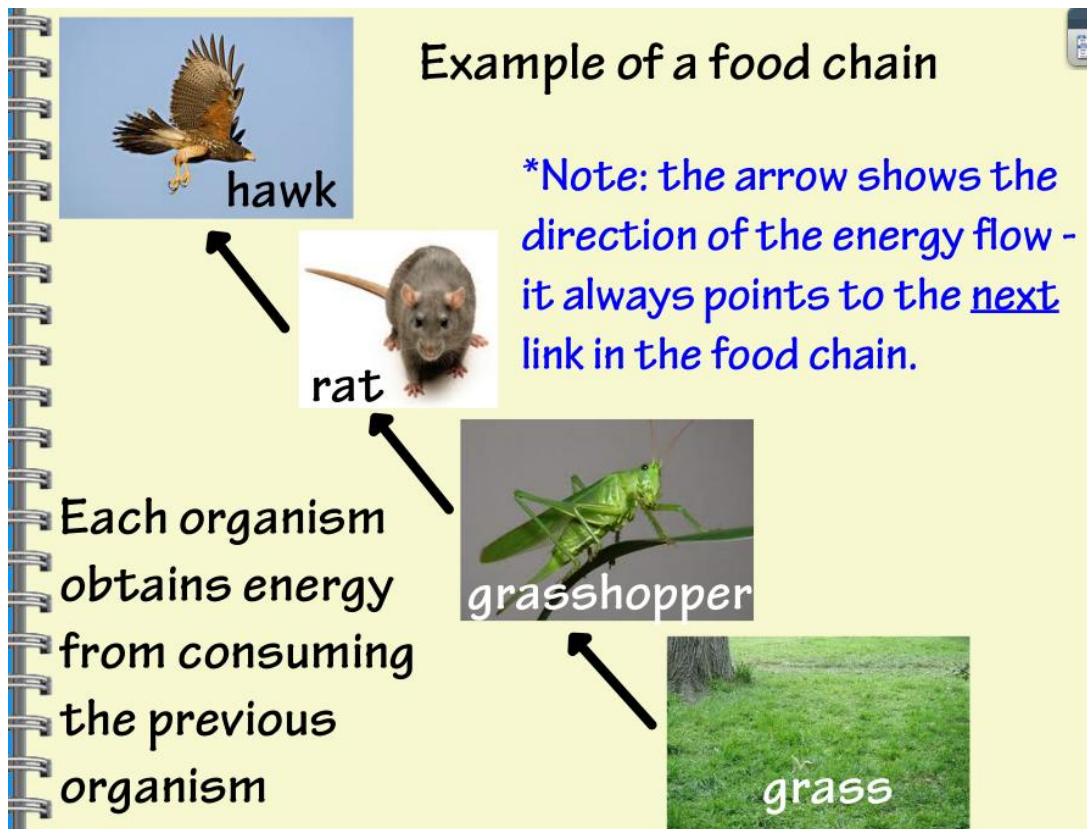 Example of a food chain
hawk
*Note: the arrow shows the
direction of the energy flow -
it always points to the next
link in the food chain.
rat
grasshopper
Each organism
obtains energy
from consuming
the previous
organism
grass